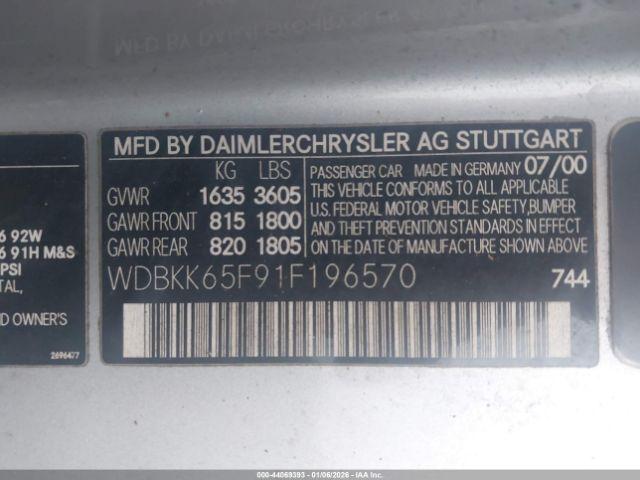 MFD BY DAIMLERCHRYSLER AG STUTTGART
KG LBS
GVWR 1635 3605
GAWR FRONT 815 1800
GAWR REAR 820 1805
PASSENGER CAR MADE IN GERMANY 07/00
THIS VEHICLE CONFORMS TO ALL APPLICABLE
U.S. FEDERAL MOTOR VEHICLE SAFETY, BUMPER
AND THEFT PREVENTION STANDARDS IN EFFECT
ON THE DATE OF MANUFACTURE SHOWN ABOVE
WDBKK65F91F196570 744
6 92W
6 91H M&S
PSI
TAL,
D OWNER'S
2696477
000-44069393 - 01/06/2026 - IAAI Inc.